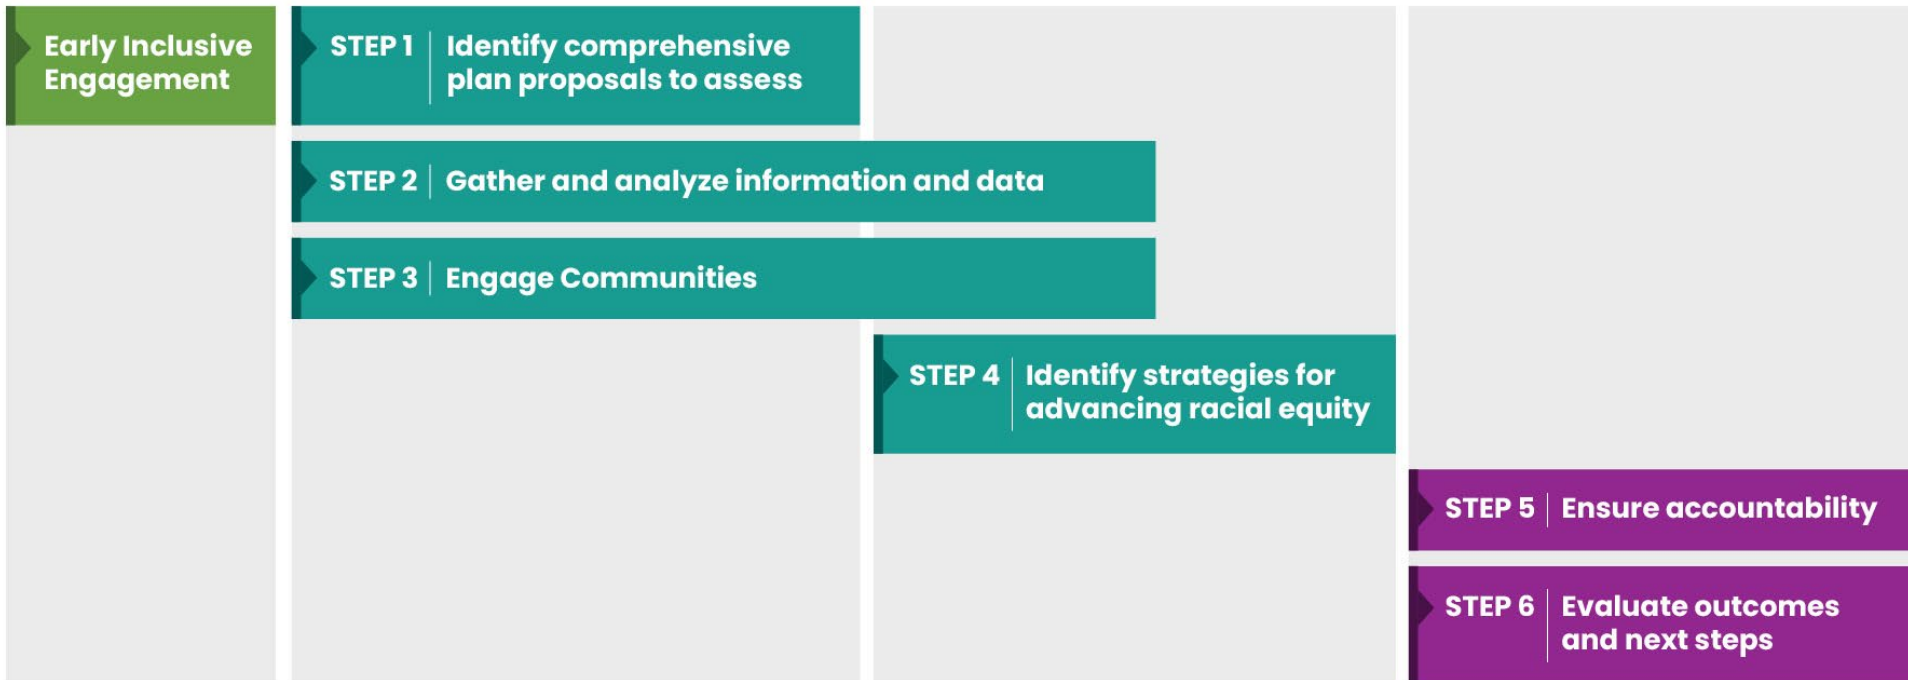 Early Inclusive
Engagement
STEP 1 Identify comprehensive
plan proposals to assess
STEP 2 Gather and analyze information and data
STEP 3 Engage Communities
STEP 4 Identify strategies for
advancing racial equity
STEP 5 Ensure accountability
STEP 6 Evaluate outcomes
and next steps